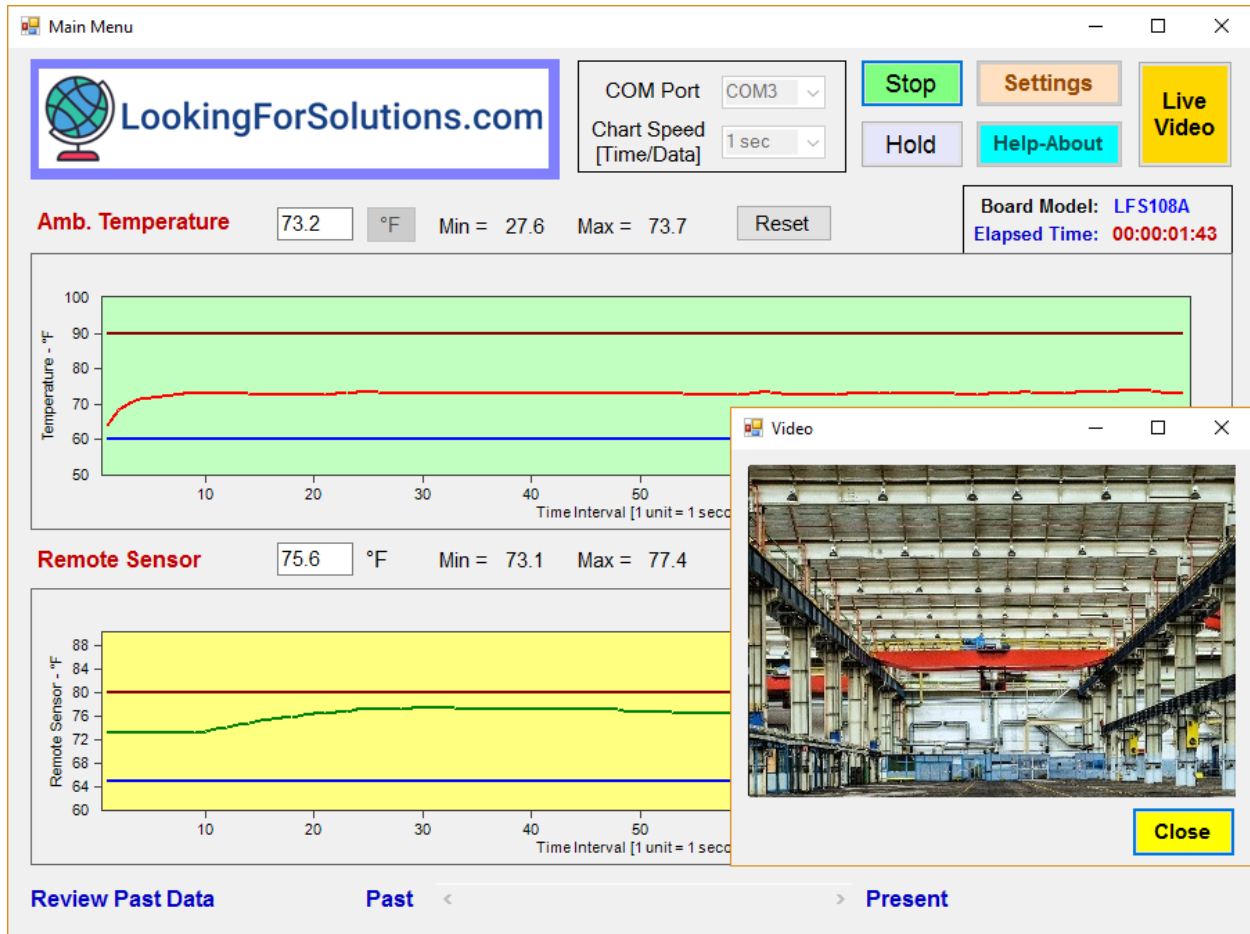 Main Menu
LookingForSolutions.com
COM Port
COM3
Chart Speed
[Time/Data]
1 sec
Stop
Settings
Live
Video
Hold
Help-About
Amb. Temperature
73.2
°F
Min = 27.6
Max = 73.7
Reset
Board Model: LFS108A
Elapsed Time: 00:00:01:43
Temperature - °F
100
90
80
70
60
50
10 20 30 40 50
Time Interval [1 unit = 1 seco
Remote Sensor
75.6
°F
Min = 73.1
Max = 77.4
Remote Sensor - °F
88
84
80
76
72
68
64
60
10 20 30 40 50
Time Interval [1 unit = 1 seco
Video
Close
Review Past Data
Past
<
>
Present